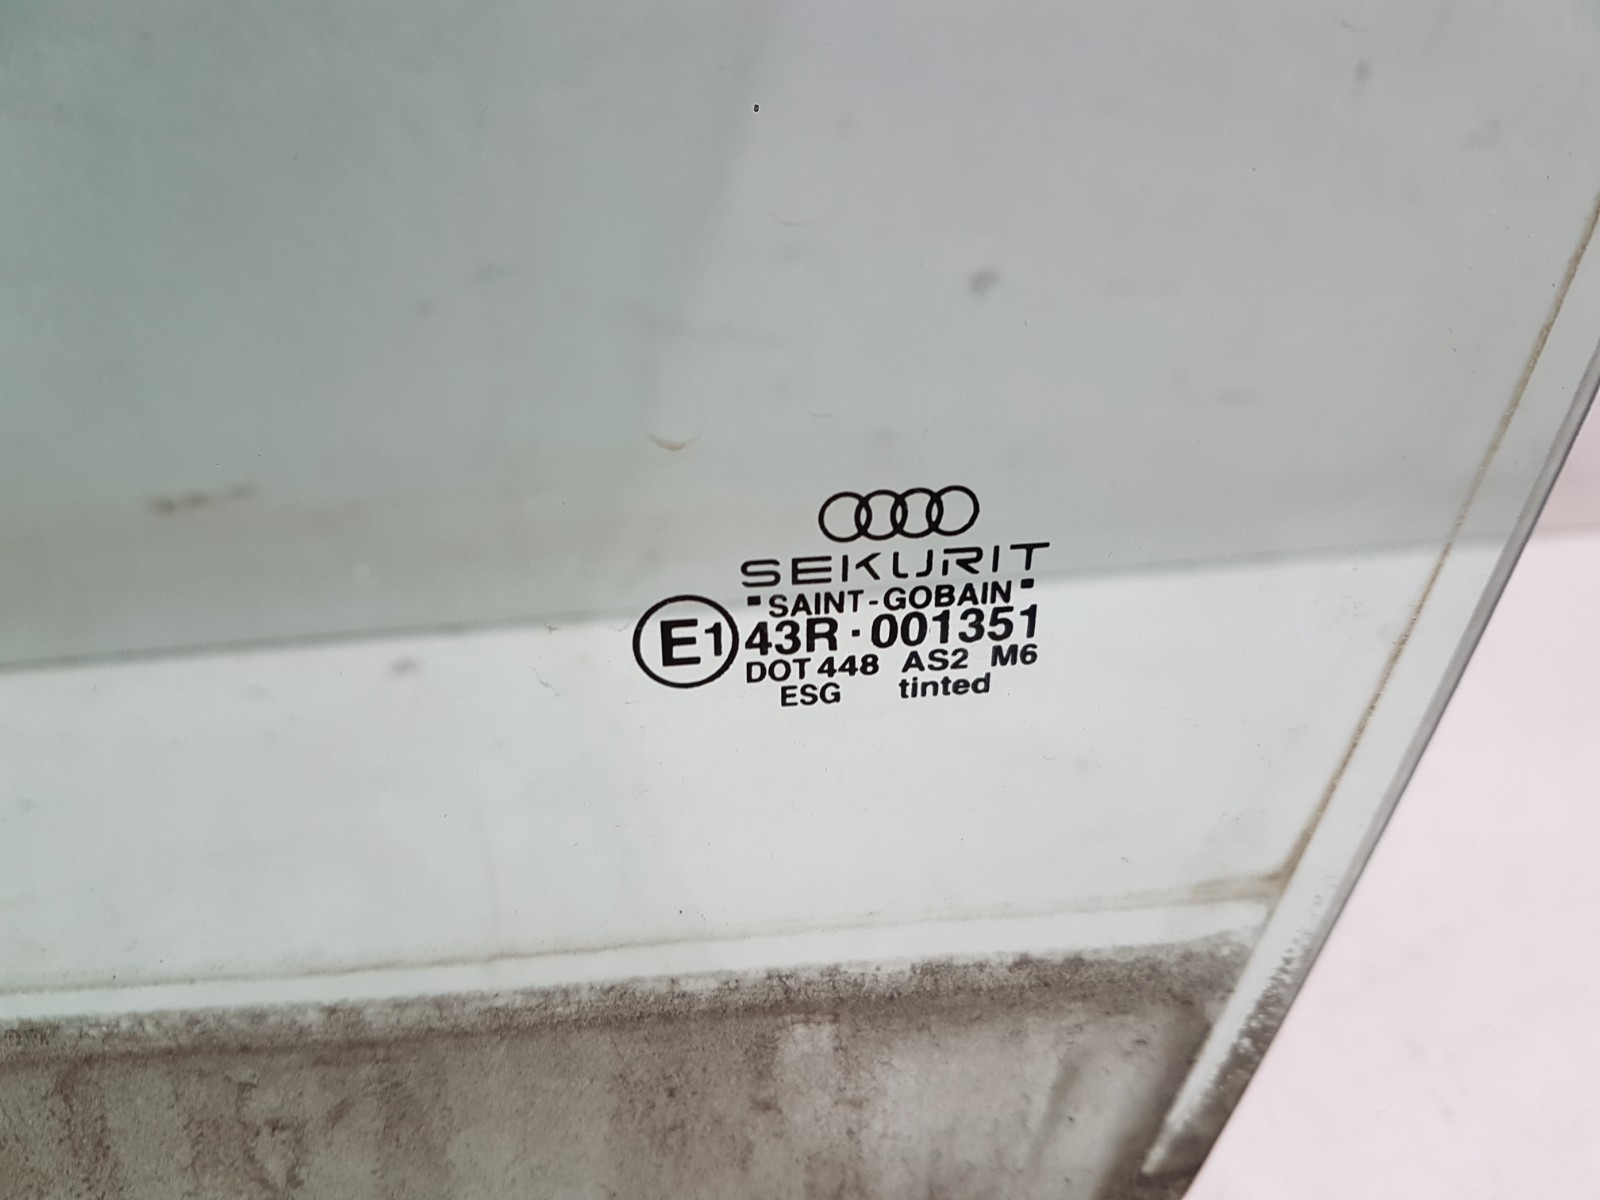 SEKURIT
"SAINT-GOBAIN"
E1 43R · 001351
DOT 448 AS2 M6
ESG tinted